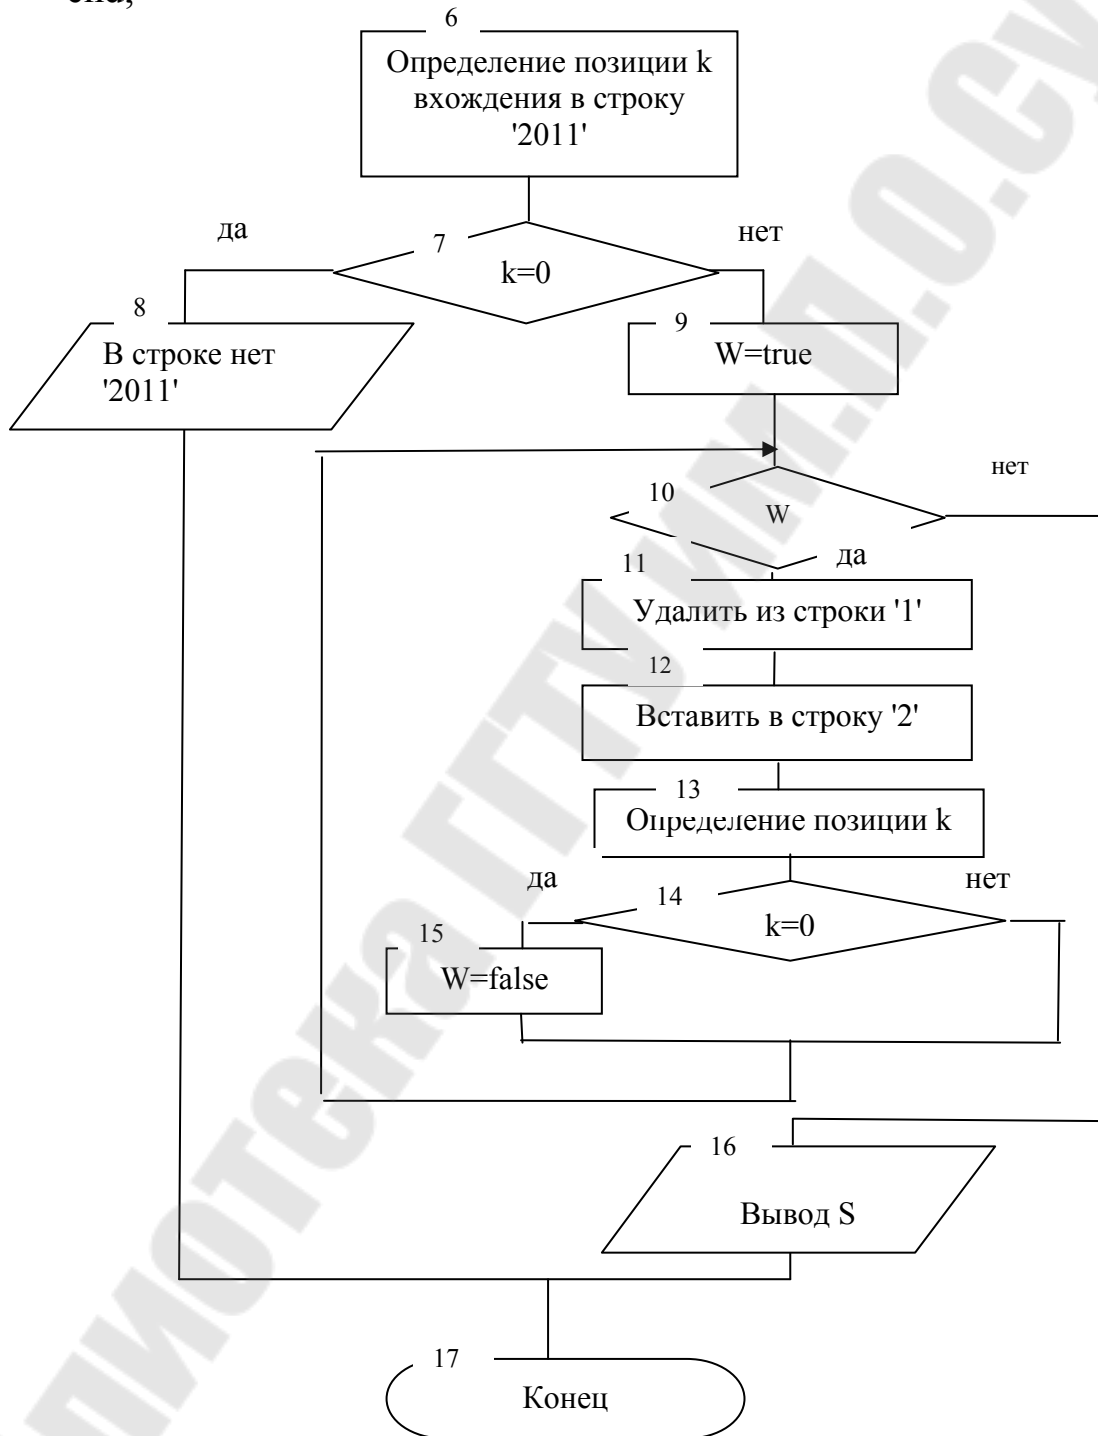 6
Определение позиции k
вхождения в строку
'2011'
да
7
нет
k=0
8
В строке нет
'2011'
9
W=true
нет
10
W
да
11
Удалить из строки '1'
12
Вставить в строку '2'
13
Определение позиции k
да
14
нет
k=0
15
W=false
16
Вывод S
17
Конец